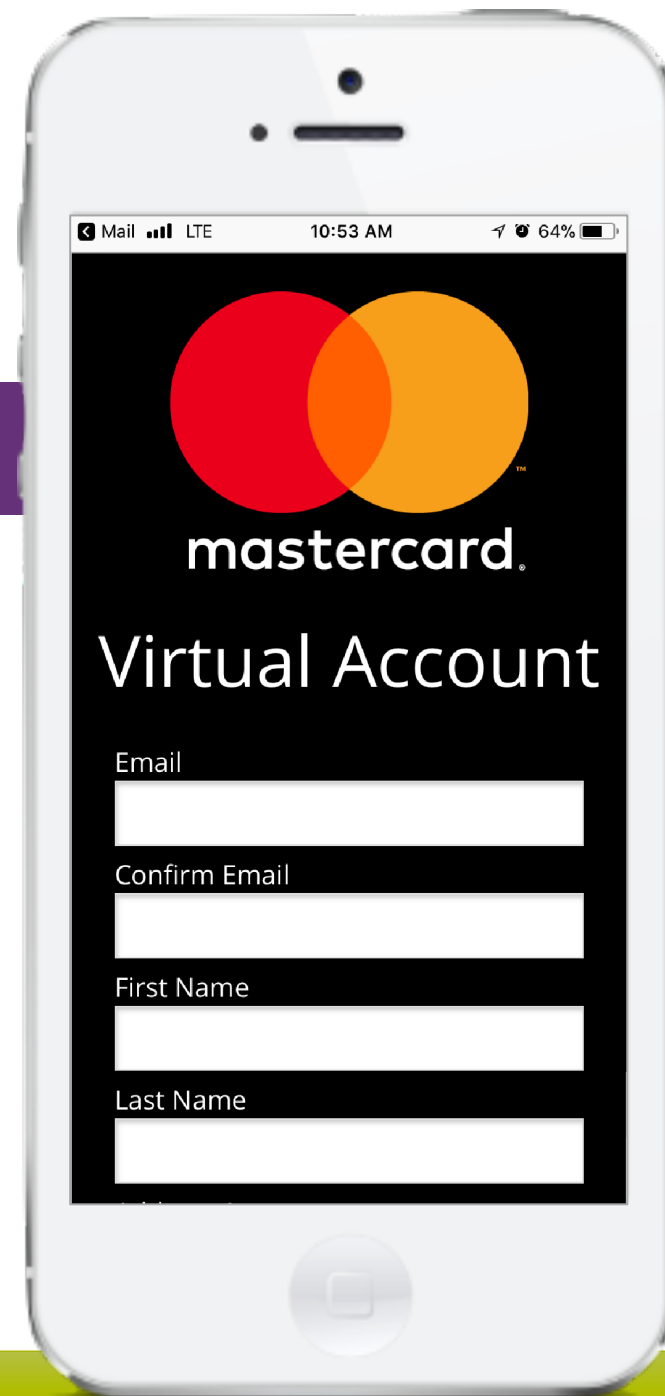 Mail LTE 10:53 AM 64%
mastercard.
Virtual Account
Email
Confirm Email
First Name
Last Name